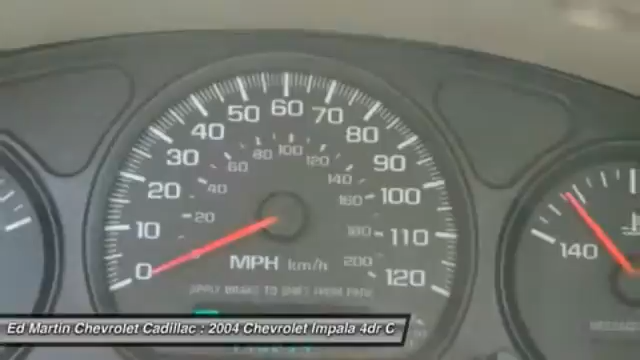 60
50 70
40 80
100
80 120
30 60 140 90
20 40 160 100
20
10 180 110
0 MPH km/h 200 120
140
APPLY BRAKE TO SHIFT FROM PARK
Ed Martin Chevrolet Cadillac : 2004 Chevrolet Impala 4dr C